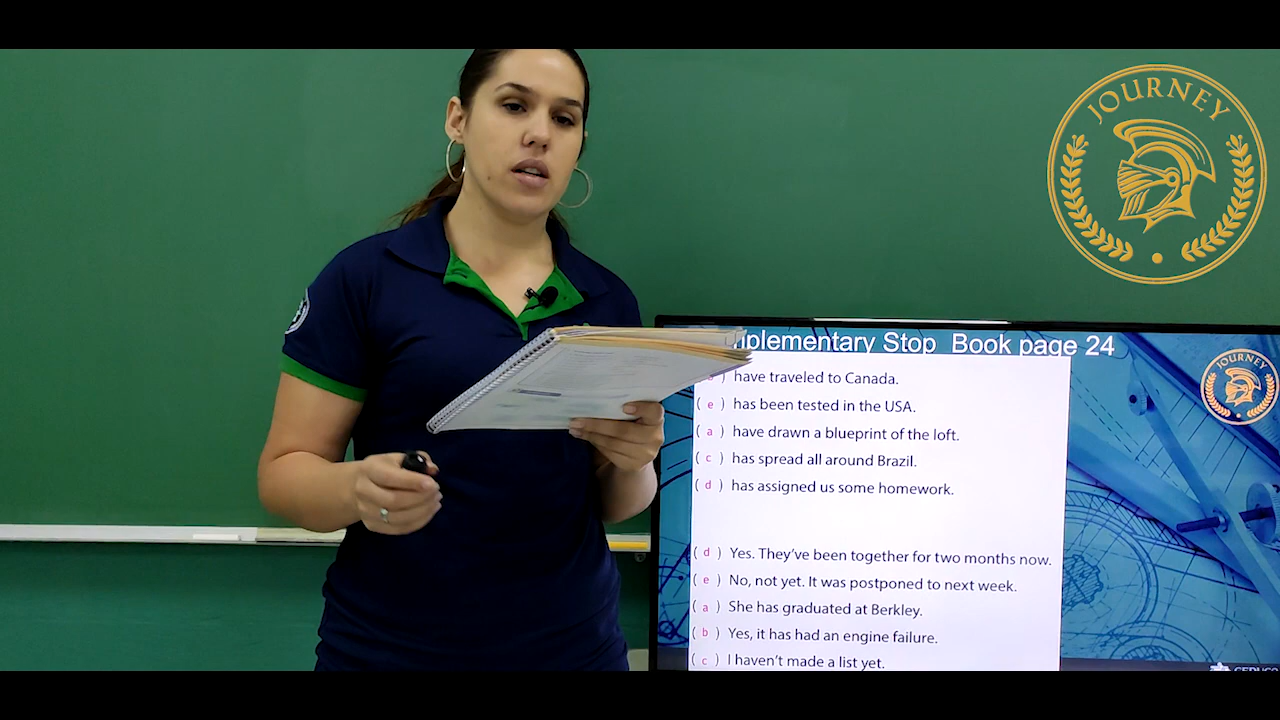 JOURNEY
plementary Stop Book page 24
JOURNEY
) have traveled to Canada.
( e ) has been tested in the USA.
( a ) have drawn a blueprint of the loft.
( c ) has spread all around Brazil.
( d ) has assigned us some homework.
( d ) Yes. They've been together for two months now.
( e ) No, not yet. It was postponed to next week.
( a ) She has graduated at Berkley.
( b ) Yes, it has had an engine failure.
( c ) I haven't made a list yet.